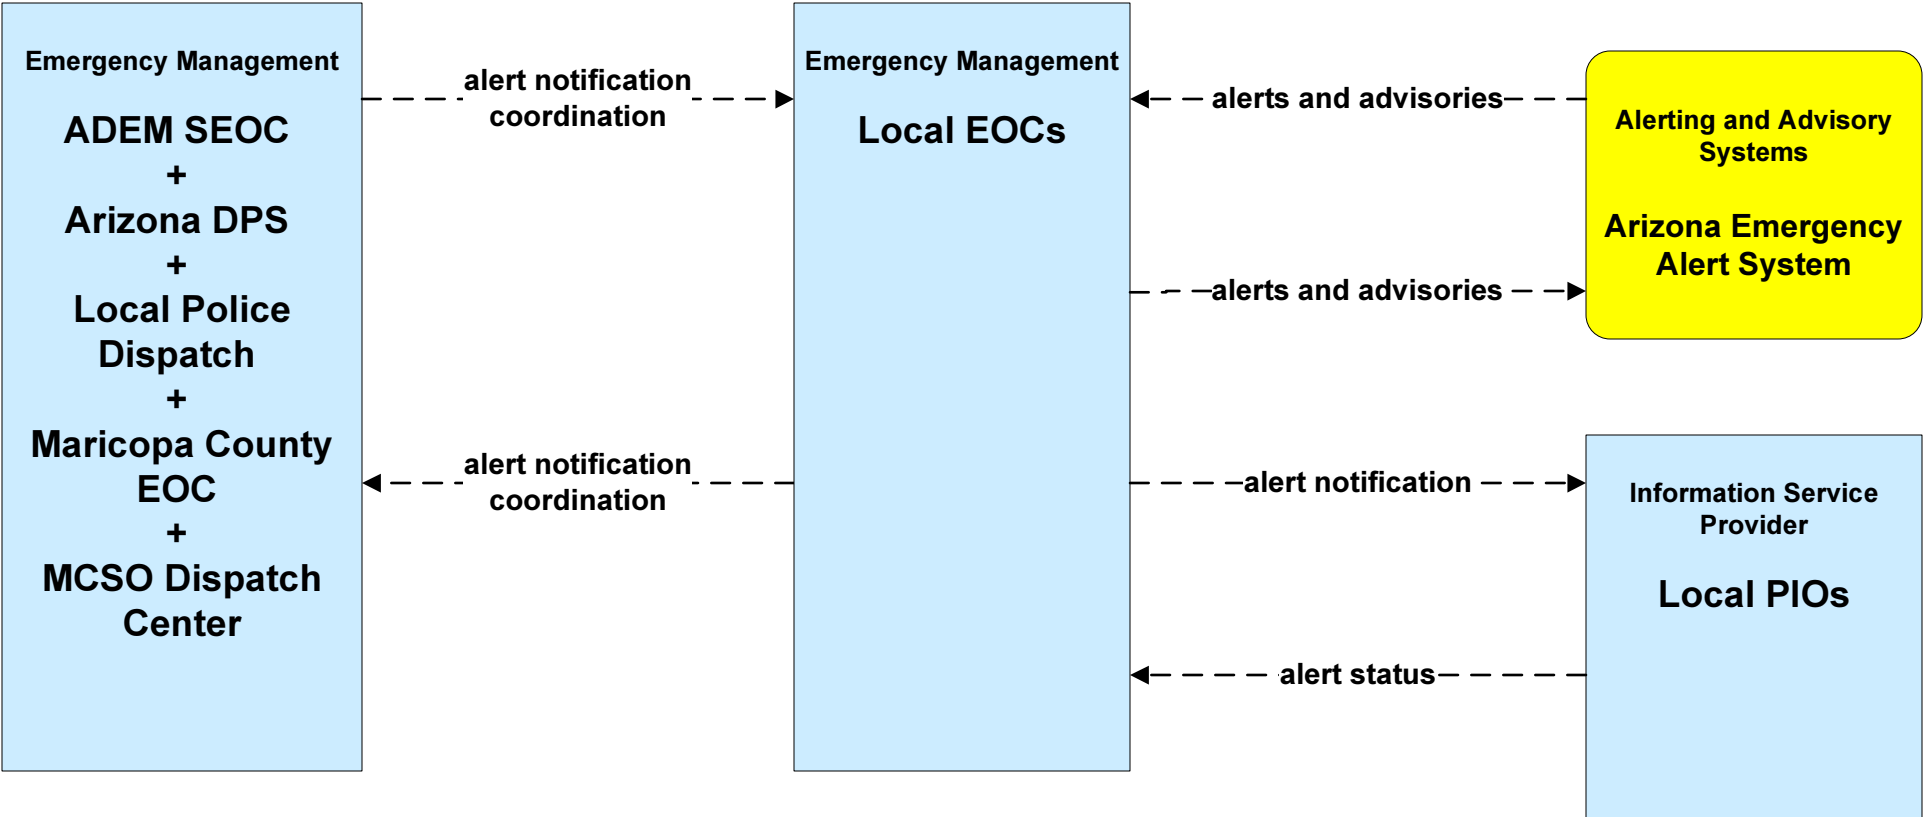 Emergency Management
ADEM SEOC
+
Arizona DPS
+
Local Police
Dispatch
+
Maricopa County
EOC
+
MCSO Dispatch
Center
alert notification
coordination
alert notification
coordination
Emergency Management
Local EOCs
alerts and advisories
alerts and advisories
alert notification
alert status
Alerting and Advisory
Systems
Arizona Emergency
Alert System
Information Service
Provider
Local PIOs